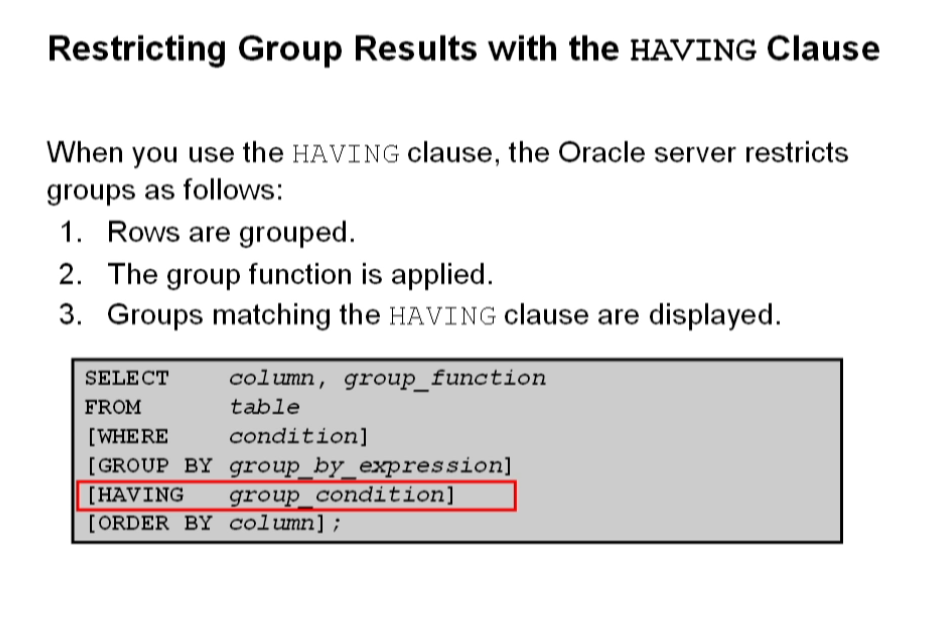 Restricting Group Results with the HAVING Clause
When you use the HAVING clause, the Oracle server restricts
groups as follows:
1. Rows are grouped.
2. The group function is applied.
3. Groups matching the HAVING clause are displayed.
SELECT column, group_function
FROM table
[WHERE condition]
[GROUP BY group_by_expression]
[HAVING group_condition]
[ORDER BY column];